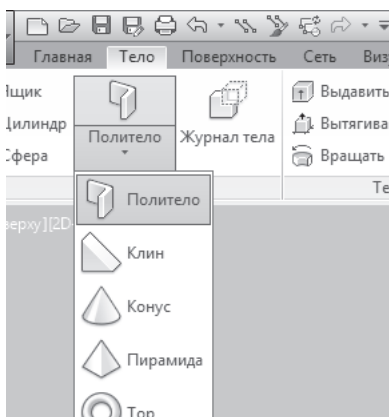 Главная Тело Поверхность Сеть Виз
Ящик
Цилиндр
Сфера
Политело
Журнал тела
Выдавить
Вытягива
Вращать
Те
верху][2D
Политело
Клин
Конус
Пирамида
Тор